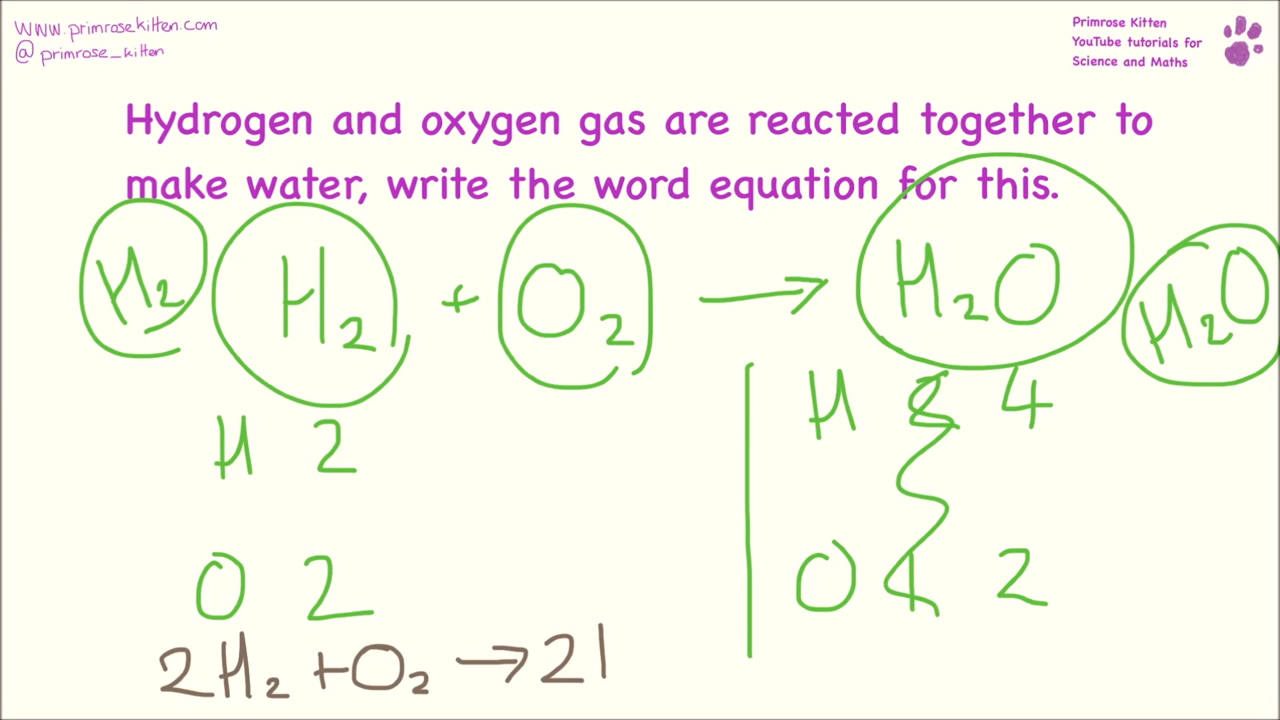 www.primrosekitten.com
@primrose_kitten
Primrose Kitten
YouTube tutorials for
Science and Maths
Hydrogen and oxygen gas are reacted together to
make water, write the word equation for this.
H₂ H₂ + O₂ → H₂O H₂O
H 2
H 2 4
O 2
O 1 2
2H₂ + O₂ → 2